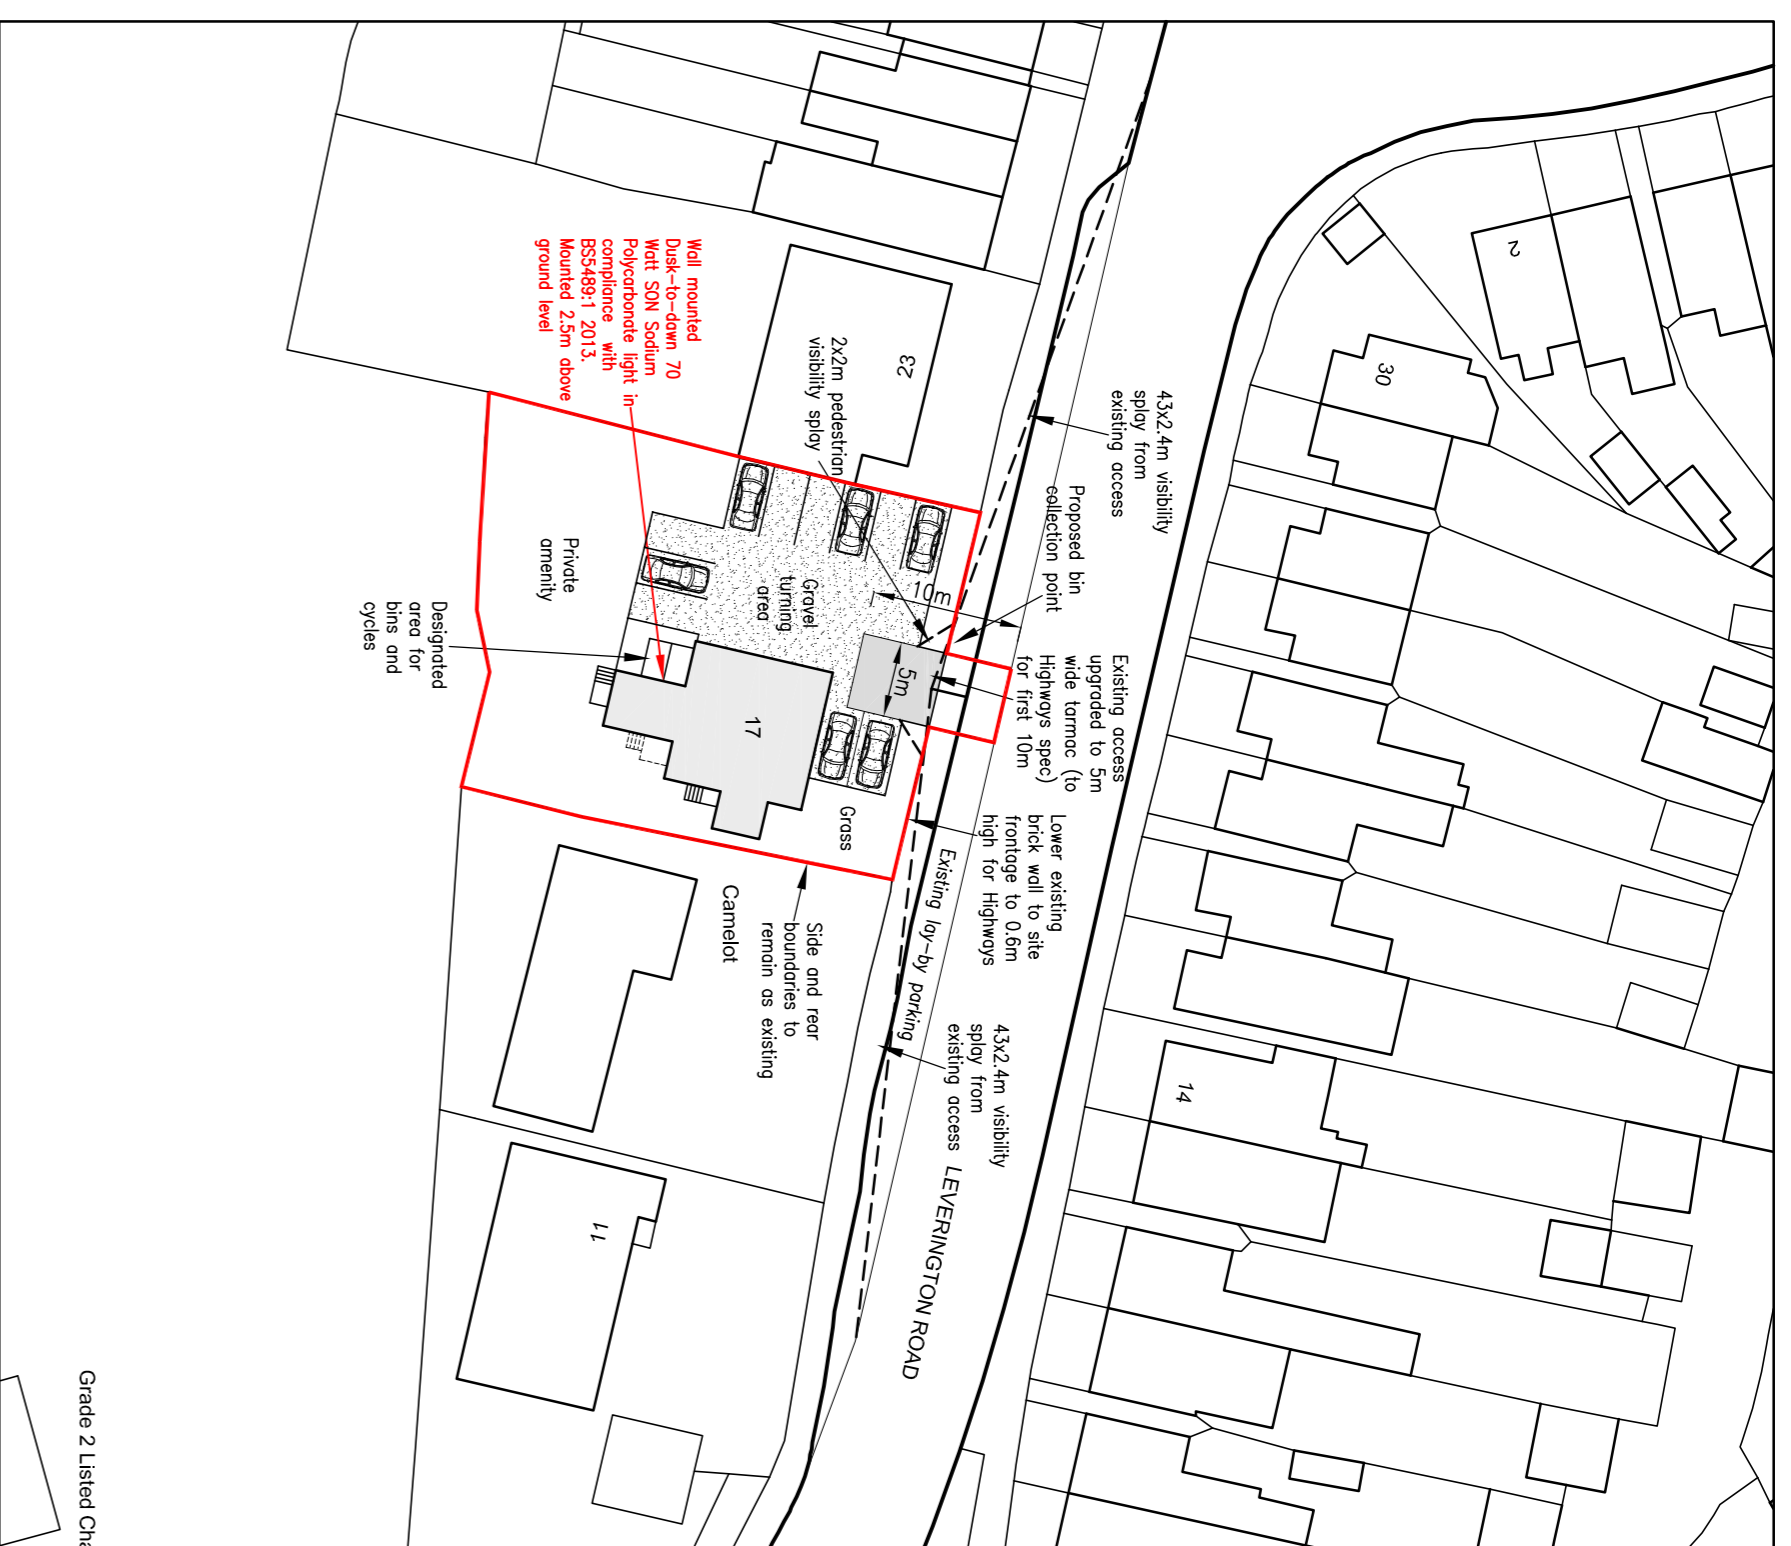 2
30
43x2.4m visibility
splay from
existing access
23
2x2m pedestrian
visibility splay
Wall mounted
Dusk-to-dawn 70
Watt SON Sodium
Polycarbonate light in
compliance with
BS5489:1 2013.
Mounted 2.5m above
ground level
Proposed bin
collection point
10m
Gravel
turning
area
Private
amenity
Designated
area for
bins and
cycles
5m
17
Existing access
upgraded to 5m
wide tarmac (to
Highways spec)
for first 10m
Lower existing
brick wall to site
frontage to 0.6m
high for Highways
Grass
Existing lay-by parking
Camelot
Side and rear
boundaries to
remain as existing
43x2.4m visibility
splay from
existing access
LEVERINGTON ROAD
14
11
Grade 2 Listed Cha